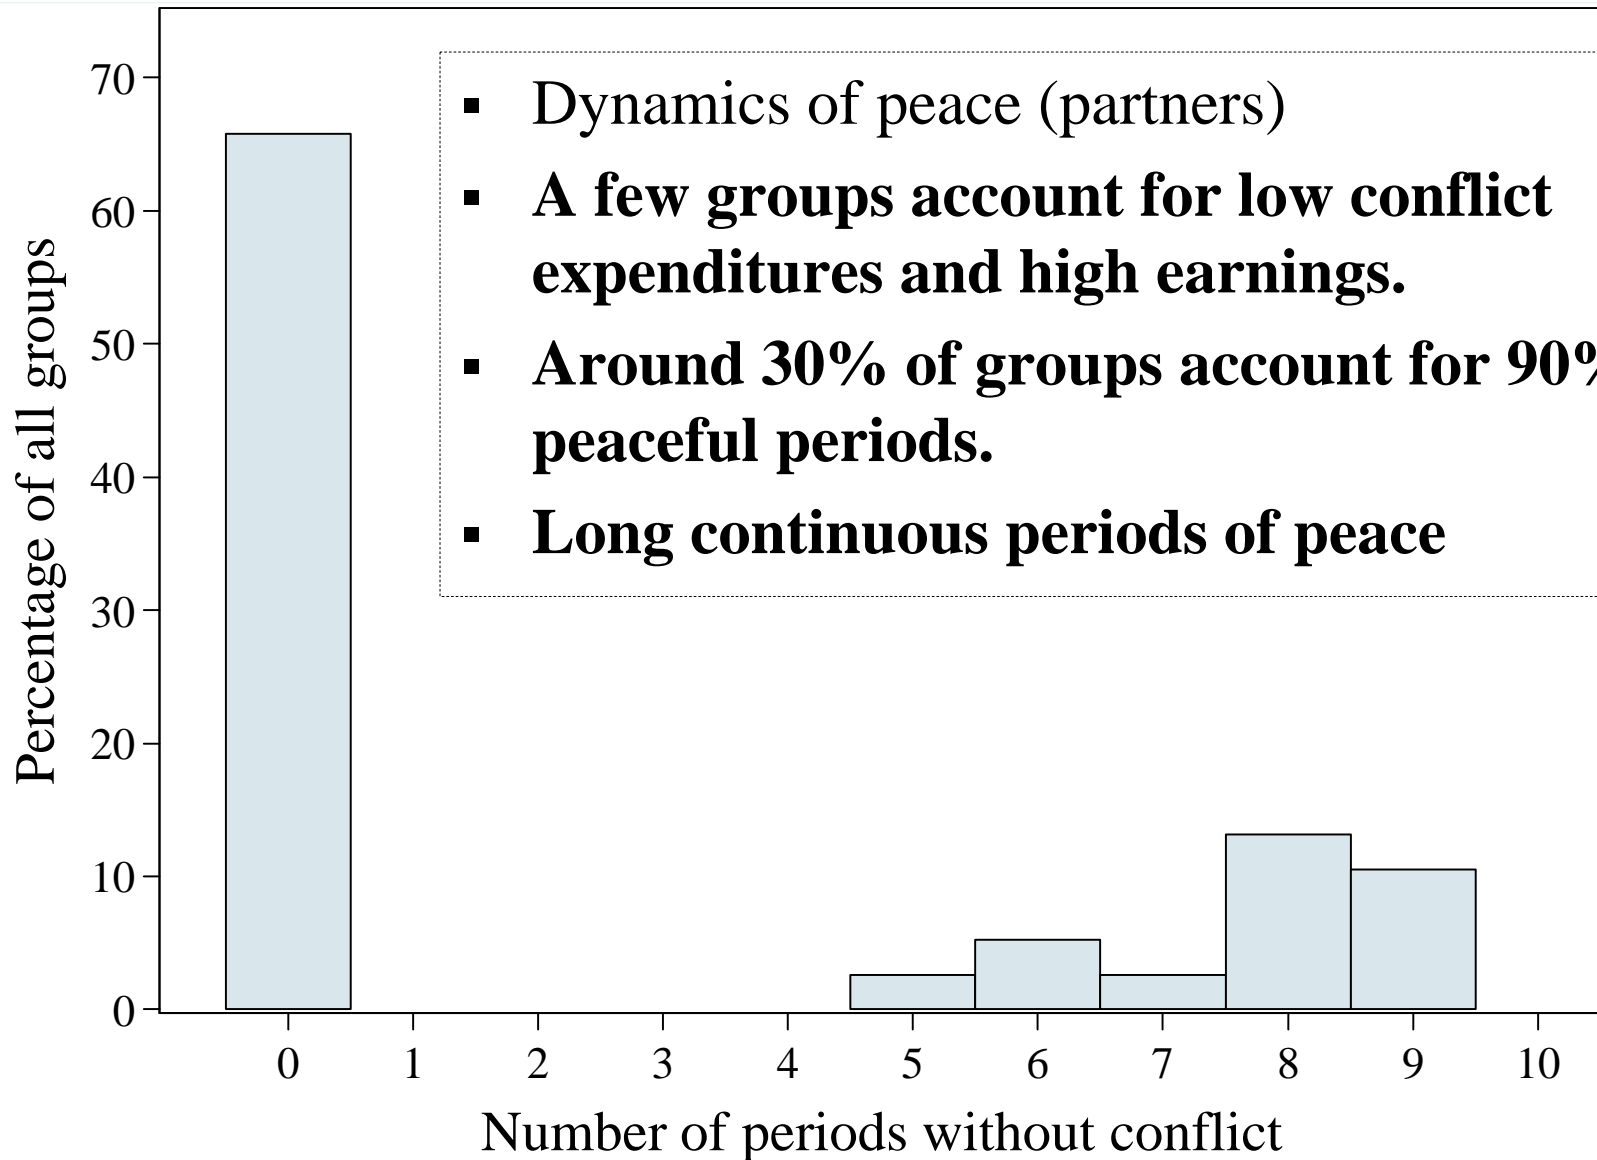 70
60
50
40
30
20
10
0
Percentage of all groups
▪ Dynamics of peace (partners)
▪ A few groups account for low conflict
expenditures and high earnings.
▪ Around 30% of groups account for 90%
peaceful periods.
▪ Long continuous periods of peace
0 1 2 3 4 5 6 7 8 9 10
Number of periods without conflict